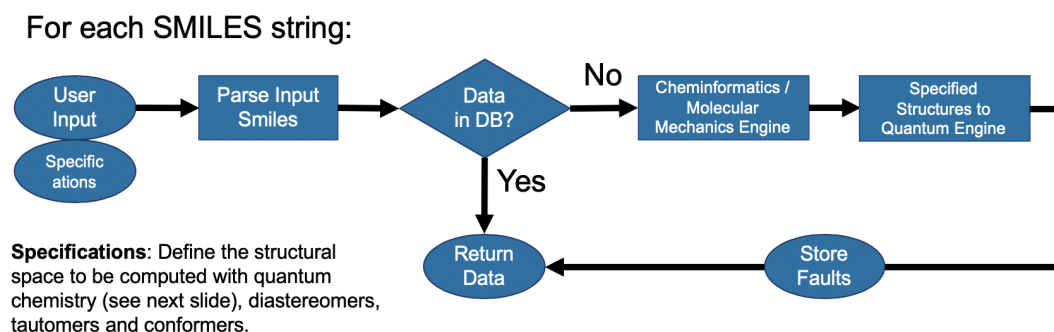 For each SMILES string:
User
Input
Specific
ations
Parse Input
Smiles
Data
in DB?
No
Yes
Cheminformatics /
Molecular
Mechanics Engine
Specified
Structures to
Quantum Engine
Return
Data
Store
Faults
Specifications: Define the structural
space to be computed with quantum
chemistry (see next slide), diastereomers,
tautomers and conformers.